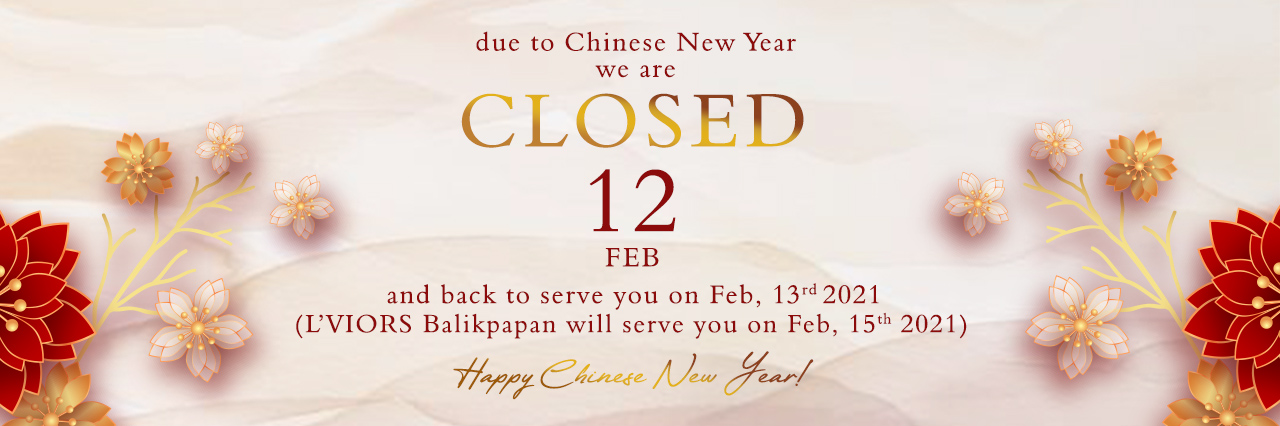 due to Chinese New Year
we are
CLOSED
12
FEB
and back to serve you on Feb, 13rd 2021
(L'VIORS Balikpapan will serve you on Feb, 15th 2021)
Happy Chinese New Year!